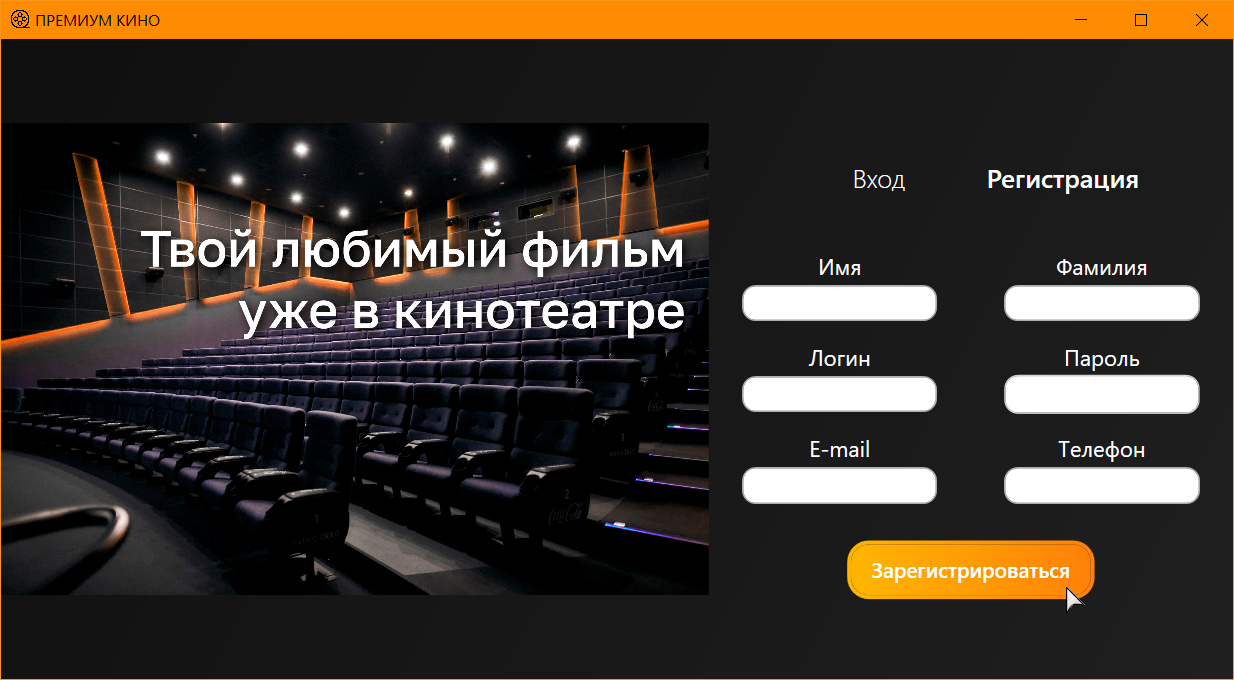 ПРЕМИУМ КИНО
Твой любимый фильм
уже в кинотеатре
Вход Регистрация
Имя Фамилия
Логин Пароль
E-mail Телефон
Зарегистрироваться